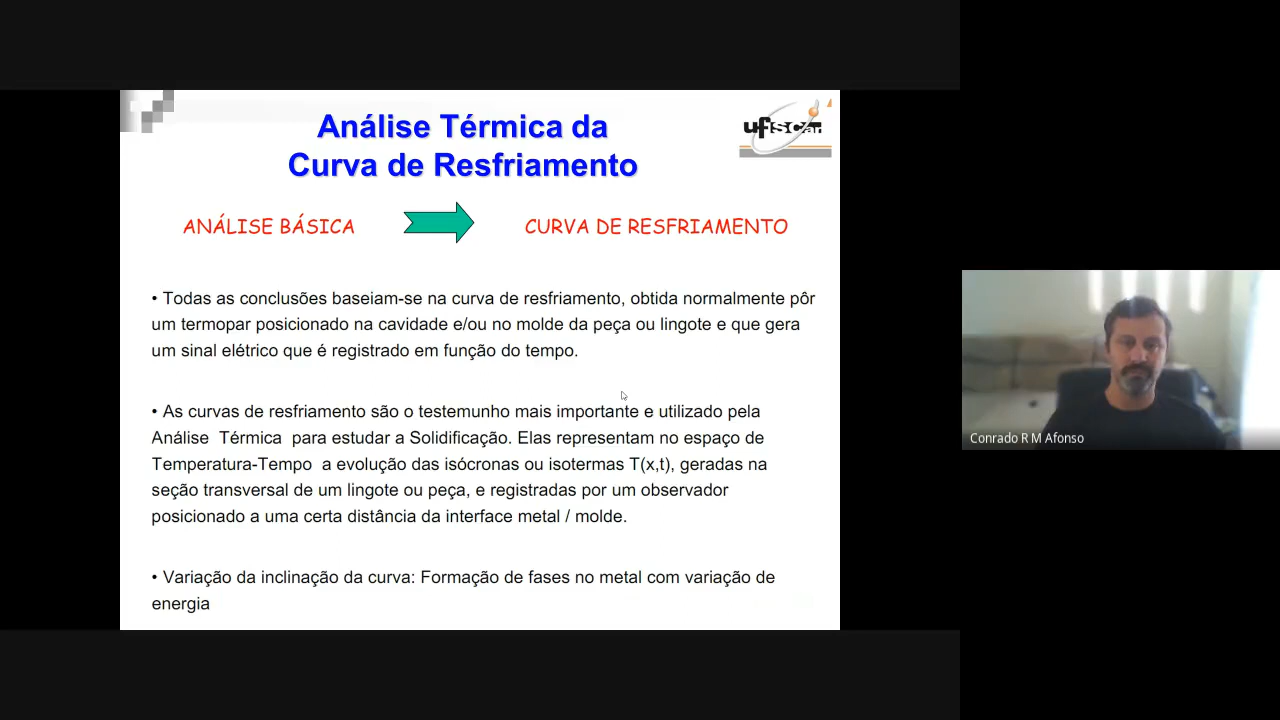 Análise Térmica da
Curva de Resfriamento
ufscar
ANÁLISE BÁSICA
CURVA DE RESFRIAMENTO
• Todas as conclusões baseiam-se na curva de resfriamento, obtida normalmente pôr
um termopar posicionado na cavidade e/ou no molde da peça ou lingote e que gera
um sinal elétrico que é registrado em função do tempo.
• As curvas de resfriamento são o testemunho mais importante e utilizado pela
Análise Térmica para estudar a Solidificação. Elas representam no espaço de
Temperatura-Tempo a evolução das isócronas ou isotermas T(x,t), geradas na
seção transversal de um lingote ou peça, e registradas por um observador
posicionado a uma certa distância da interface metal / molde.
• Variação da inclinação da curva: Formação de fases no metal com variação de
energia
Conrado R M Afonso